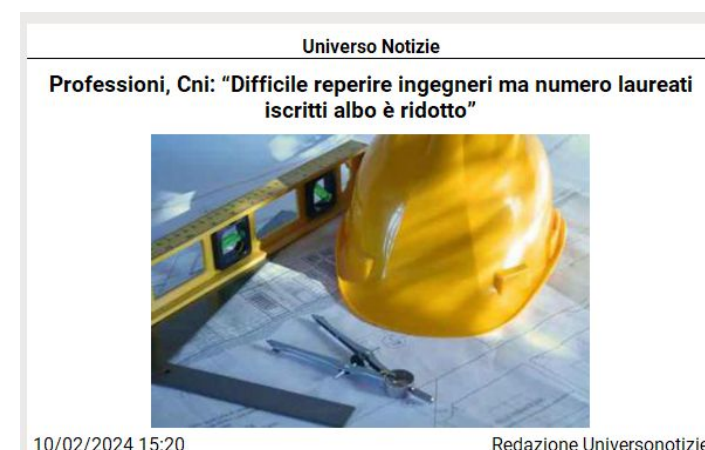 Universo Notizie
Professioni, Cni: “Difficile reperire ingegneri ma numero laureati
iscritti albo è ridotto”
10/02/2024 15:20
Redazione Universonotizie